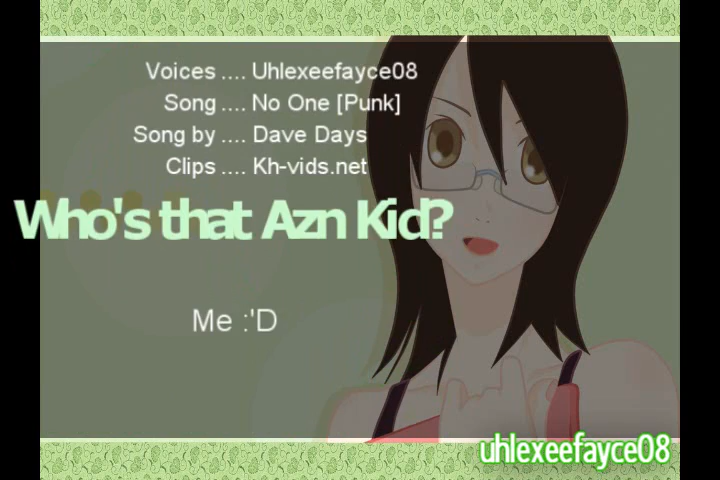 Voices .... Uhlexeefayce08
Song .... No One [Punk]
Song by .... Dave Days
Clips .... Kh-vids.net
Who's that Azn Kid?
Me :'D
uhlexeefayce08